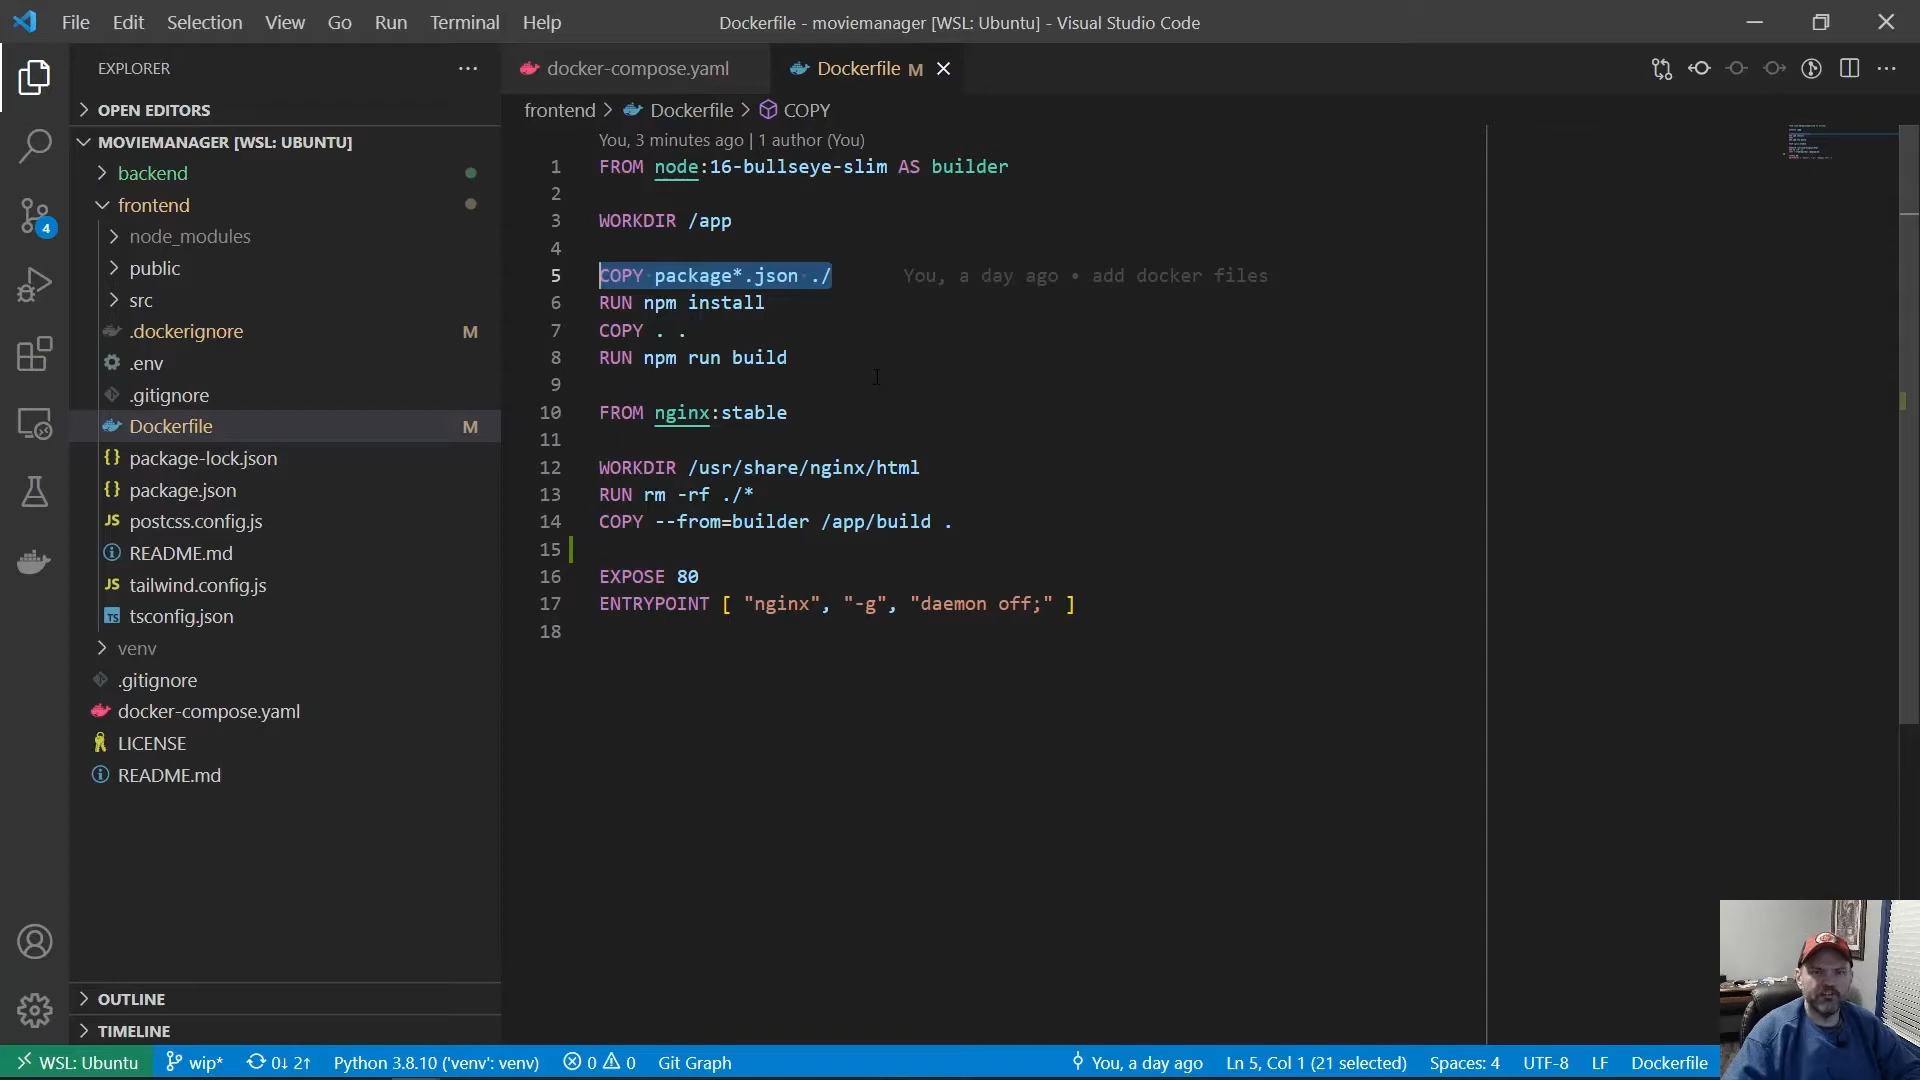 File Edit Selection View Go Run Terminal Help
Dockerfile - moviemanager [WSL: Ubuntu] - Visual Studio Code
EXPLORER
docker-compose.yaml
Dockerfile M
OPEN EDITORS
frontend > Dockerfile > COPY
MOVIEMANAGER [WSL: UBUNTU]
backend
frontend
node_modules
public
src
.dockerignore M
.env
.gitignore
Dockerfile M
package-lock.json
package.json
postcss.config.js
README.md
tailwind.config.js
tsconfig.json
venv
.gitignore
docker-compose.yaml
LICENSE
README.md
OUTLINE
TIMELINE
4
You, 3 minutes ago | 1 author (You)
1 FROM node:16-bullseye-slim AS builder
2
3 WORKDIR /app
4
5 COPY package*.json ./ You, a day ago • add docker files
6 RUN npm install
7 COPY . .
8 RUN npm run build
9
10 FROM nginx:stable
11
12 WORKDIR /usr/share/nginx/html
13 RUN rm -rf ./*
14 COPY --from=builder /app/build .
15
16 EXPOSE 80
17 ENTRYPOINT [ "nginx", "-g", "daemon off;" ]
18
WSL: Ubuntu wip* 0↓ 2↑ Python 3.8.10 ('venv': venv) 0 0 Git Graph You, a day ago Ln 5, Col 1 (21 selected) Spaces: 4 UTF-8 LF Dockerfile